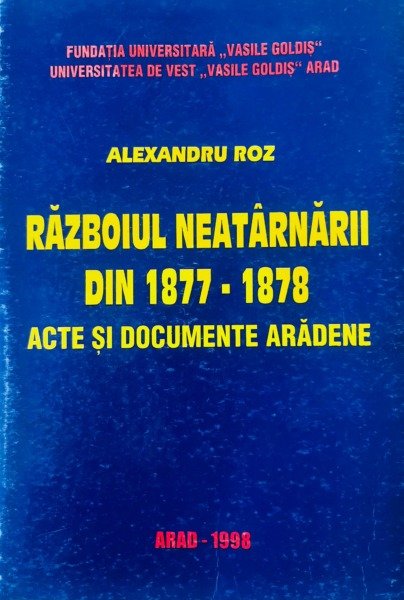 FUNDAȚIA UNIVERSITARĂ „VASILE GOLDIȘ“
UNIVERSITATEA DE VEST „VASILE GOLDIȘ“ ARAD
ALEXANDRU ROZ
RĂZBOIUL NEATÂRNĂRII
DIN 1877 - 1878
ACTE ȘI DOCUMENTE ARĂDENE
ARAD - 1998